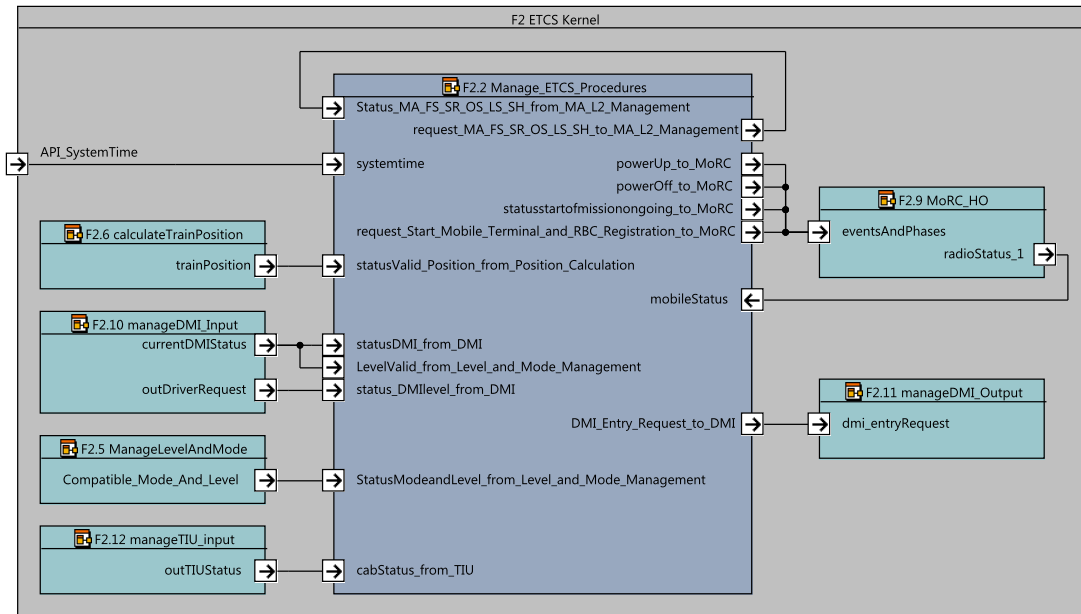 F2 ETCS Kernel
F2.2 Manage_ETCS_Procedures
Status_MA_FS_SR_OS_LS_SH_from_MA_L2_Management
request_MA_FS_SR_OS_LS_SH_to_MA_L2_Management
API_SystemTime
systemtime
powerUp_to_MoRC
powerOff_to_MoRC
statusstartofmissionongoing_to_MoRC
request_Start_Mobile_Terminal_and_RBC_Registration_to_MoRC
F2.9 MoRC_HO
eventsAndPhases
radioStatus_1
F2.6 calculateTrainPosition
trainPosition
statusValid_Position_from_Position_Calculation
mobileStatus
F2.10 manageDMI_Input
currentDMIStatus
statusDMI_from_DMI
LevelValid_from_Level_and_Mode_Management
outDriverRequest
status_DMIlevel_from_DMI
F2.11 manageDMI_Output
DMI_Entry_Request_to_DMI
dmi_entryRequest
F2.5 ManageLevelAndMode
Compatible_Mode_And_Level
StatusModeandLevel_from_Level_and_Mode_Management
F2.12 manageTIU_input
outTIUStatus
cabStatus_from_TIU